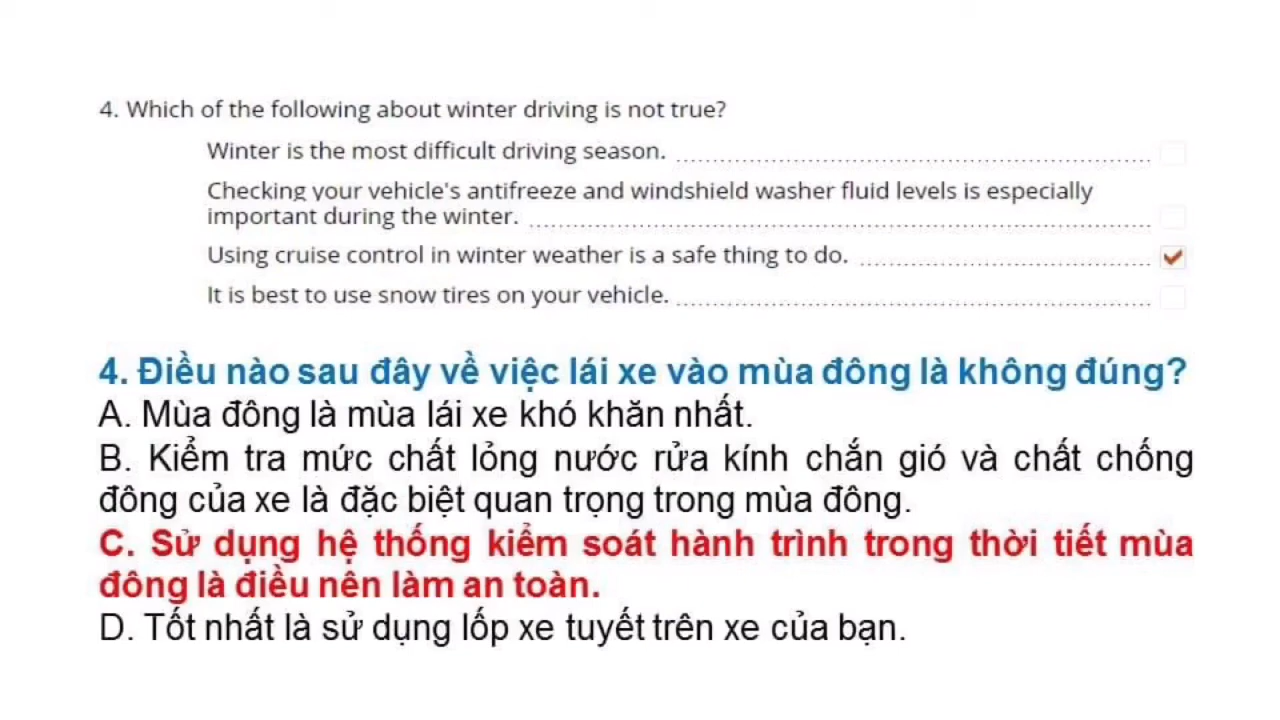 4. Which of the following about winter driving is not true?
Winter is the most difficult driving season.
Checking your vehicle's antifreeze and windshield washer fluid levels is especially
important during the winter.
Using cruise control in winter weather is a safe thing to do.
It is best to use snow tires on your vehicle.
4. Điều nào sau đây về việc lái xe vào mùa đông là không đúng?
A. Mùa đông là mùa lái xe khó khăn nhất.
B. Kiểm tra mức chất lỏng nước rửa kính chắn gió và chất chống
đông của xe là đặc biệt quan trọng trong mùa đông.
C. Sử dụng hệ thống kiểm soát hành trình trong thời tiết mùa
đông là điều nên làm an toàn.
D. Tốt nhất là sử dụng lốp xe tuyết trên xe của bạn.